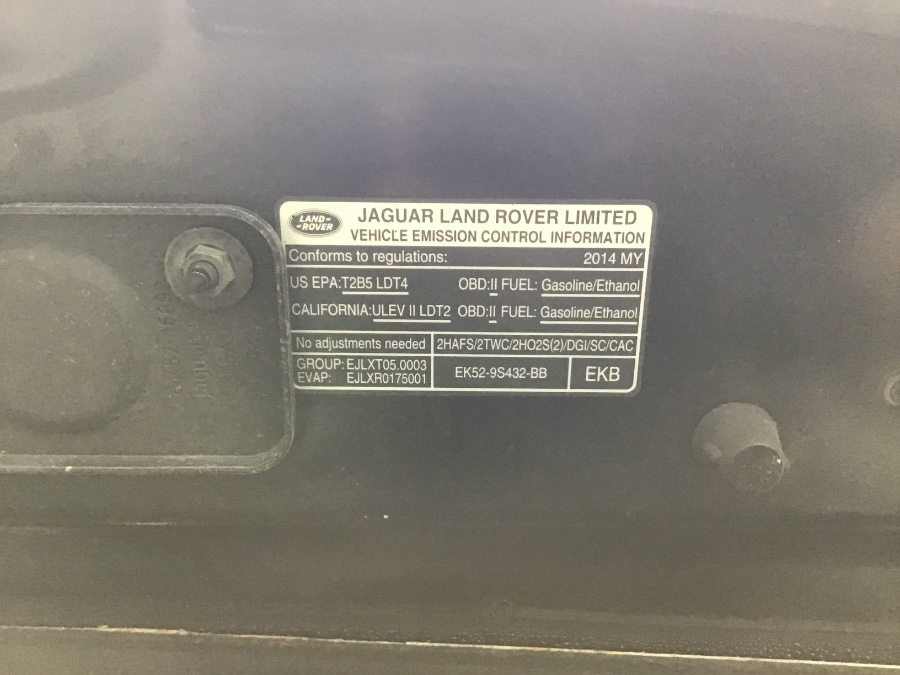 LAND-
-ROVER
JAGUAR LAND ROVER LIMITED
VEHICLE EMISSION CONTROL INFORMATION
Conforms to regulations: 2014 MY
US EPA:T2B5 LDT4 OBD:II FUEL: Gasoline/Ethanol
CALIFORNIA:ULEV II LDT2 OBD:II FUEL: Gasoline/Ethanol
No adjustments needed 2HAFS/2TWC/2HO2S(2)/DGI/SC/CAC
GROUP: EJLXT05.0003
EVAP: EJLXR0175001
EK52-9S432-BB EKB